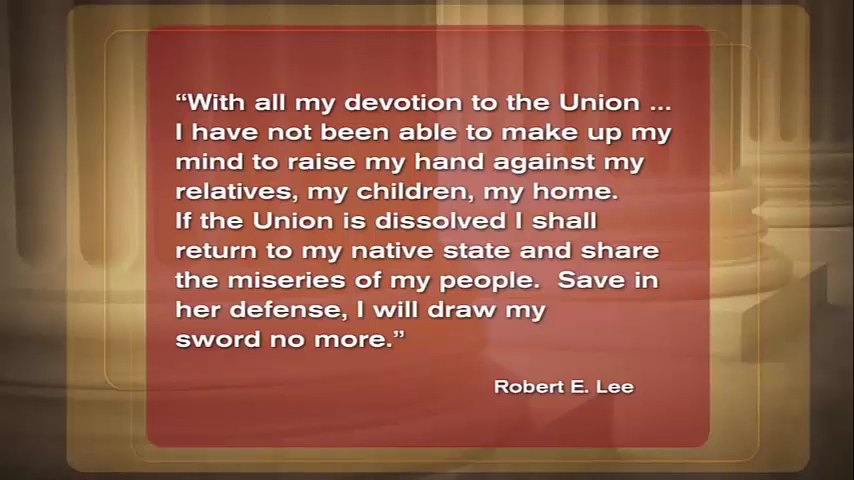 “With all my devotion to the Union ...
I have not been able to make up my
mind to raise my hand against my
relatives, my children, my home.
If the Union is dissolved I shall
return to my native state and share
the miseries of my people.  Save in
her defense, I will draw my
sword no more.”
Robert E. Lee